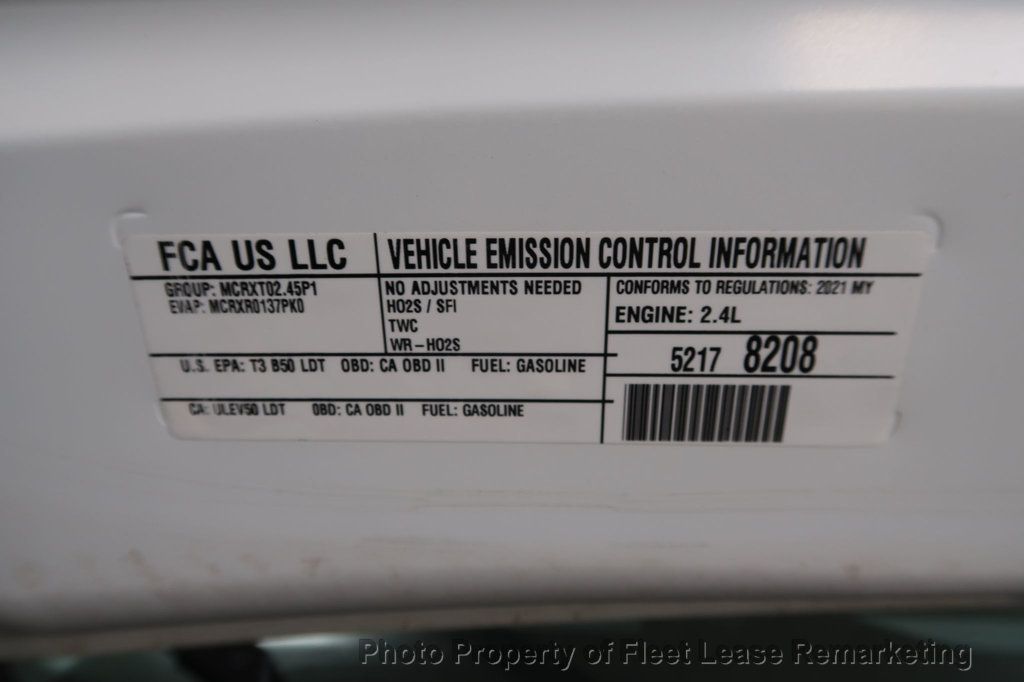 FCA US LLC
VEHICLE EMISSION CONTROL INFORMATION
GROUP: MCRXT02.45P1
EVAP: MCRXR0137PK0
NO ADJUSTMENTS NEEDED
HO2S / SFI
TWC
WR-HO2S
CONFORMS TO REGULATIONS: 2021 MY
ENGINE: 2.4L
5217 8208
U.S. EPA: T3 B50 LDT OBD: CA OBD II FUEL: GASOLINE
CA: ULEV50 LDT OBD: CA OBD II FUEL: GASOLINE
Photo Property of Fleet Lease Remarketing